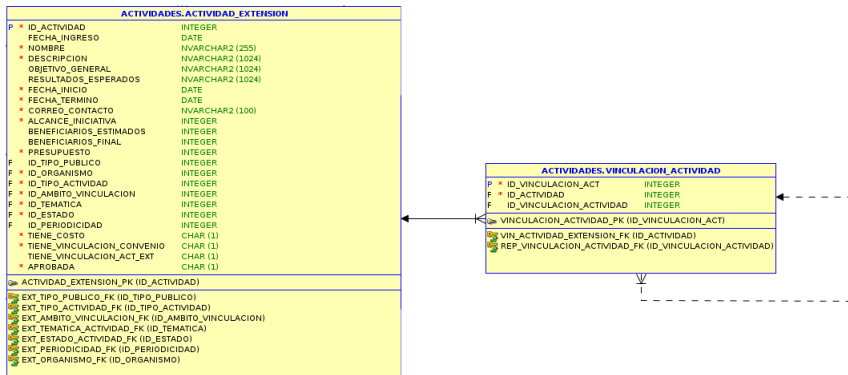 ACTIVIDADES.ACTIVIDAD_EXTENSION
P * ID_ACTIVIDAD INTEGER
FECHA_INGRESO DATE
* NOMBRE NVARCHAR2 (255)
* DESCRIPCION NVARCHAR2 (1024)
OBJETIVO_GENERAL NVARCHAR2 (1024)
RESULTADOS_ESPERADOS NVARCHAR2 (1024)
* FECHA_INICIO DATE
* FECHA_TERMINO DATE
* CORREO_CONTACTO NVARCHAR2 (100)
* ALCANCE_INICIATIVA INTEGER
BENEFICIARIOS_ESTIMADOS INTEGER
BENEFICIARIOS_FINAL INTEGER
* PRESUPUESTO INTEGER
F ID_TIPO_PUBLICO INTEGER
F * ID_ORGANISMO INTEGER
F * ID_TIPO_ACTIVIDAD INTEGER
F * ID_AMBITO_VINCULACION INTEGER
F * ID_TEMATICA INTEGER
F * ID_ESTADO INTEGER
F ID_PERIODICIDAD INTEGER
* TIENE_COSTO CHAR (1)
* TIENE_VINCULACION_CONVENIO CHAR (1)
TIENE_VINCULACION_ACT_EXT CHAR (1)
* APROBADA CHAR (1)
ACTIVIDAD_EXTENSION_PK (ID_ACTIVIDAD)
EXT_TIPO_PUBLICO_FK (ID_TIPO_PUBLICO)
EXT_TIPO_ACTIVIDAD_FK (ID_TIPO_ACTIVIDAD)
EXT_AMBITO_VINCULACION_FK (ID_AMBITO_VINCULACION)
EXT_TEMATICA_ACTIVIDAD_FK (ID_TEMATICA)
EXT_ESTADO_ACTIVIDAD_FK (ID_ESTADO)
EXT_PERIODICIDAD_FK (ID_PERIODICIDAD)
EXT_ORGANISMO_FK (ID_ORGANISMO)
ACTIVIDADES.VINCULACION_ACTIVIDAD
P * ID_VINCULACION_ACT INTEGER
F * ID_ACTIVIDAD INTEGER
F ID_VINCULACION_ACTIVIDAD INTEGER
VINCULACION_ACTIVIDAD_PK (ID_VINCULACION_ACT)
VIN_ACTIVIDAD_EXTENSION_FK (ID_ACTIVIDAD)
REP_VINCULACION_ACTIVIDAD_FK (ID_VINCULACION_ACTIVIDAD)